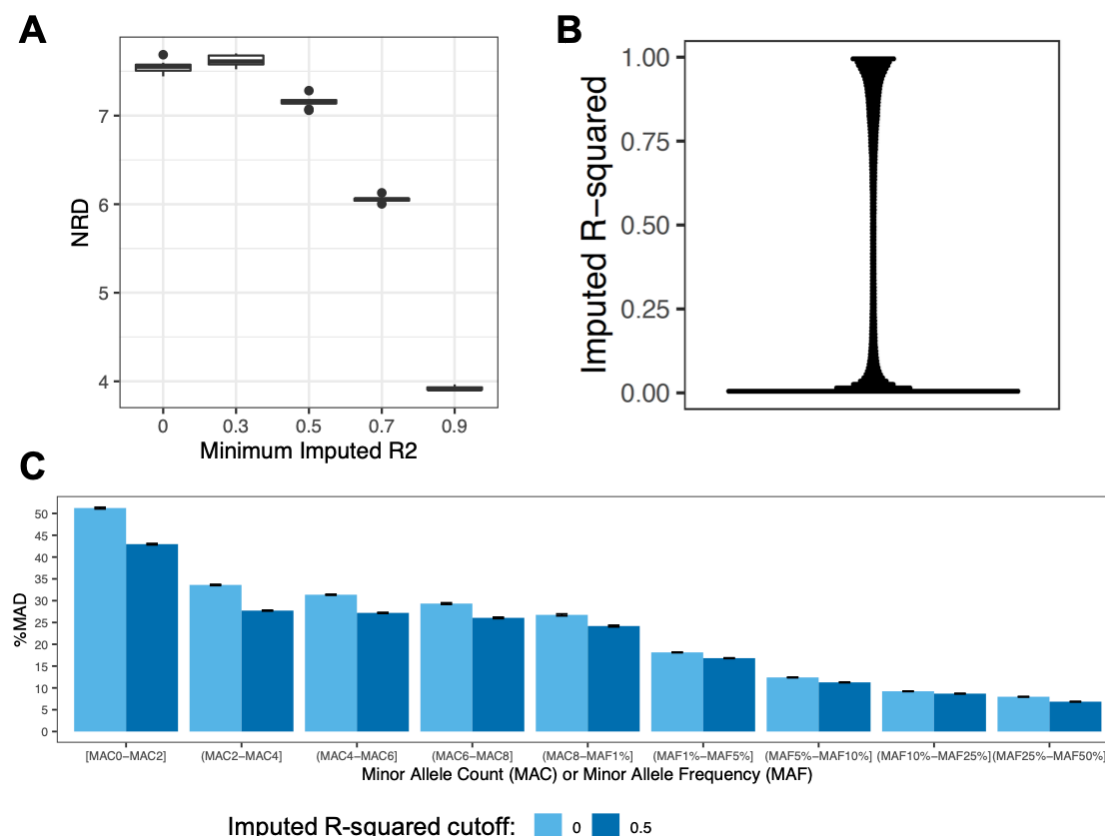 A
B
NRD
7
6
5
4
0 0.3 0.5 0.7 0.9
Minimum Imputed R2
Imputed R−squared
1.00
0.75
0.50
0.25
0.00
C
%MAD
50
45
40
35
30
25
20
15
10
5
0
[MAC0−MAC2] (MAC2−MAC4] (MAC4−MAC6] (MAC6−MAC8] (MAC8−MAF1%] (MAF1%−MAF5%] (MAF5%−MAF10%] (MAF10%−MAF25%] (MAF25%−MAF50%]
Minor Allele Count (MAC) or Minor Allele Frequency (MAF)
Imputed R-squared cutoff: 0 0.5